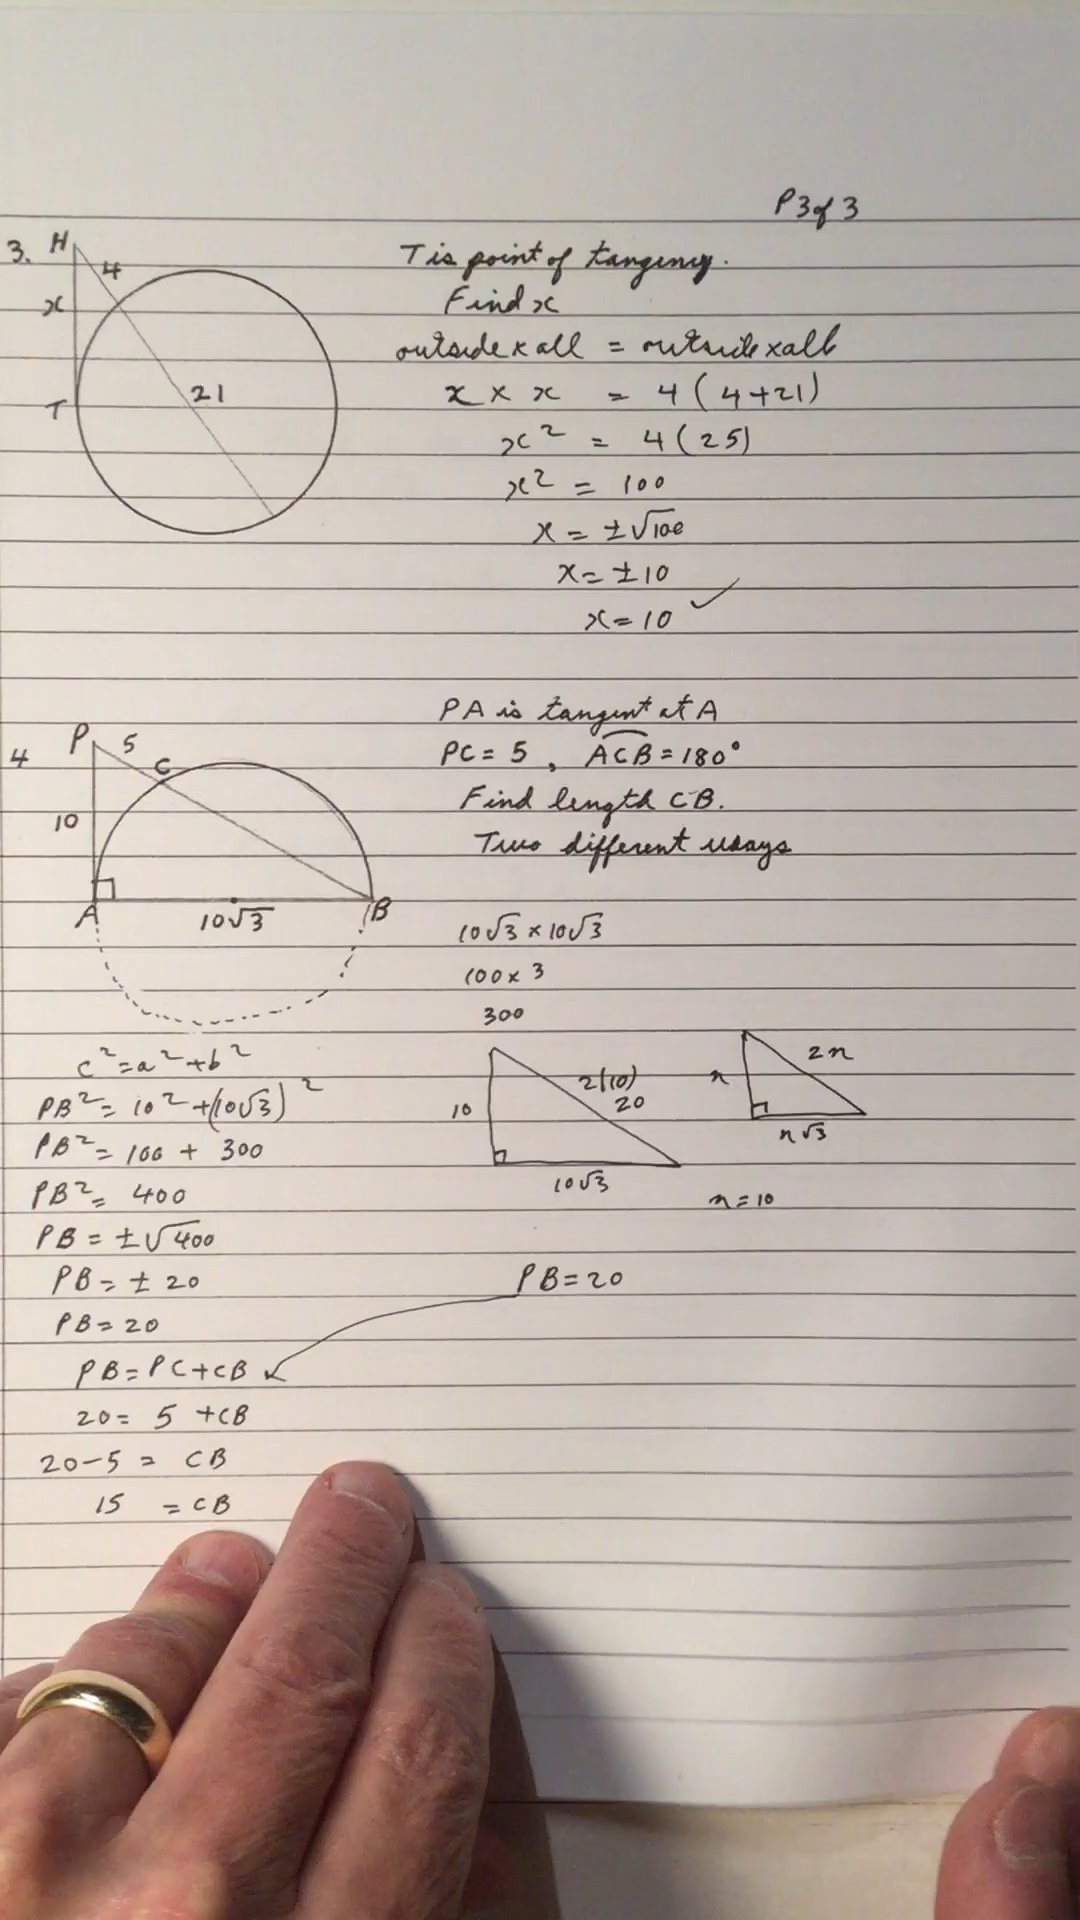 P 3 of 3
3. H
4
x
21
T
T is point of tangency.
Find x
outside x all = outside x all
x × x = 4 ( 4+21)
x² = 4 ( 25)
x² = 100
x = ±√100
x = ±10
x = 10 ✓
4
P 5
C
10
A 10√3 B
PA is tangent at A
PC = 5 , ACB = 180°
Find length CB.
Two different ways
10√3 × 10√3
100 × 3
300
c² = a² + b²
PB² = 10² + (10√3)²
PB² = 100 + 300
PB² = 400
PB = ±√400
PB = ± 20
PB = 20
PB = PC + CB
20 = 5 + CB
20 - 5 = CB
15 = CB
10
2(10)
20
10√3
n
2n
n√3
n = 10
PB = 20